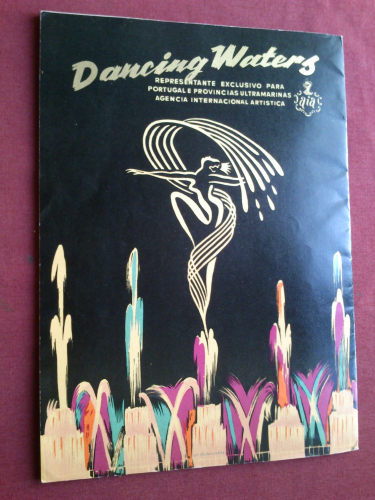 Dancing Waters
REPRESENTANTE EXCLUSIVO PARA
PORTUGAL E PROVINCIAS ULTRAMARINAS
AGENCIA INTERNACIONAL ARTISTICA
aia